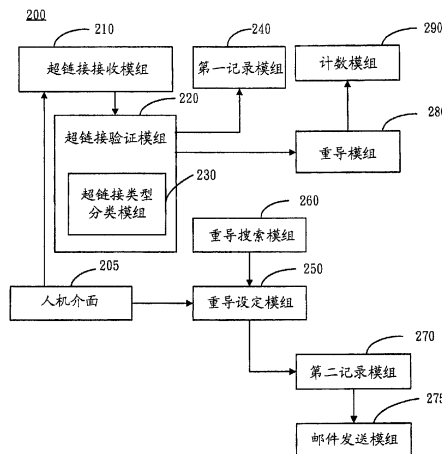 200
210
超链接接收模组
240
第一记录模组
290
计数模组
220
超链接验证模组
230
超链接类型
分类模组
280
重导模组
260
重导搜索模组
205
人机介面
250
重导设定模组
270
第二记录模组
275
邮件发送模组